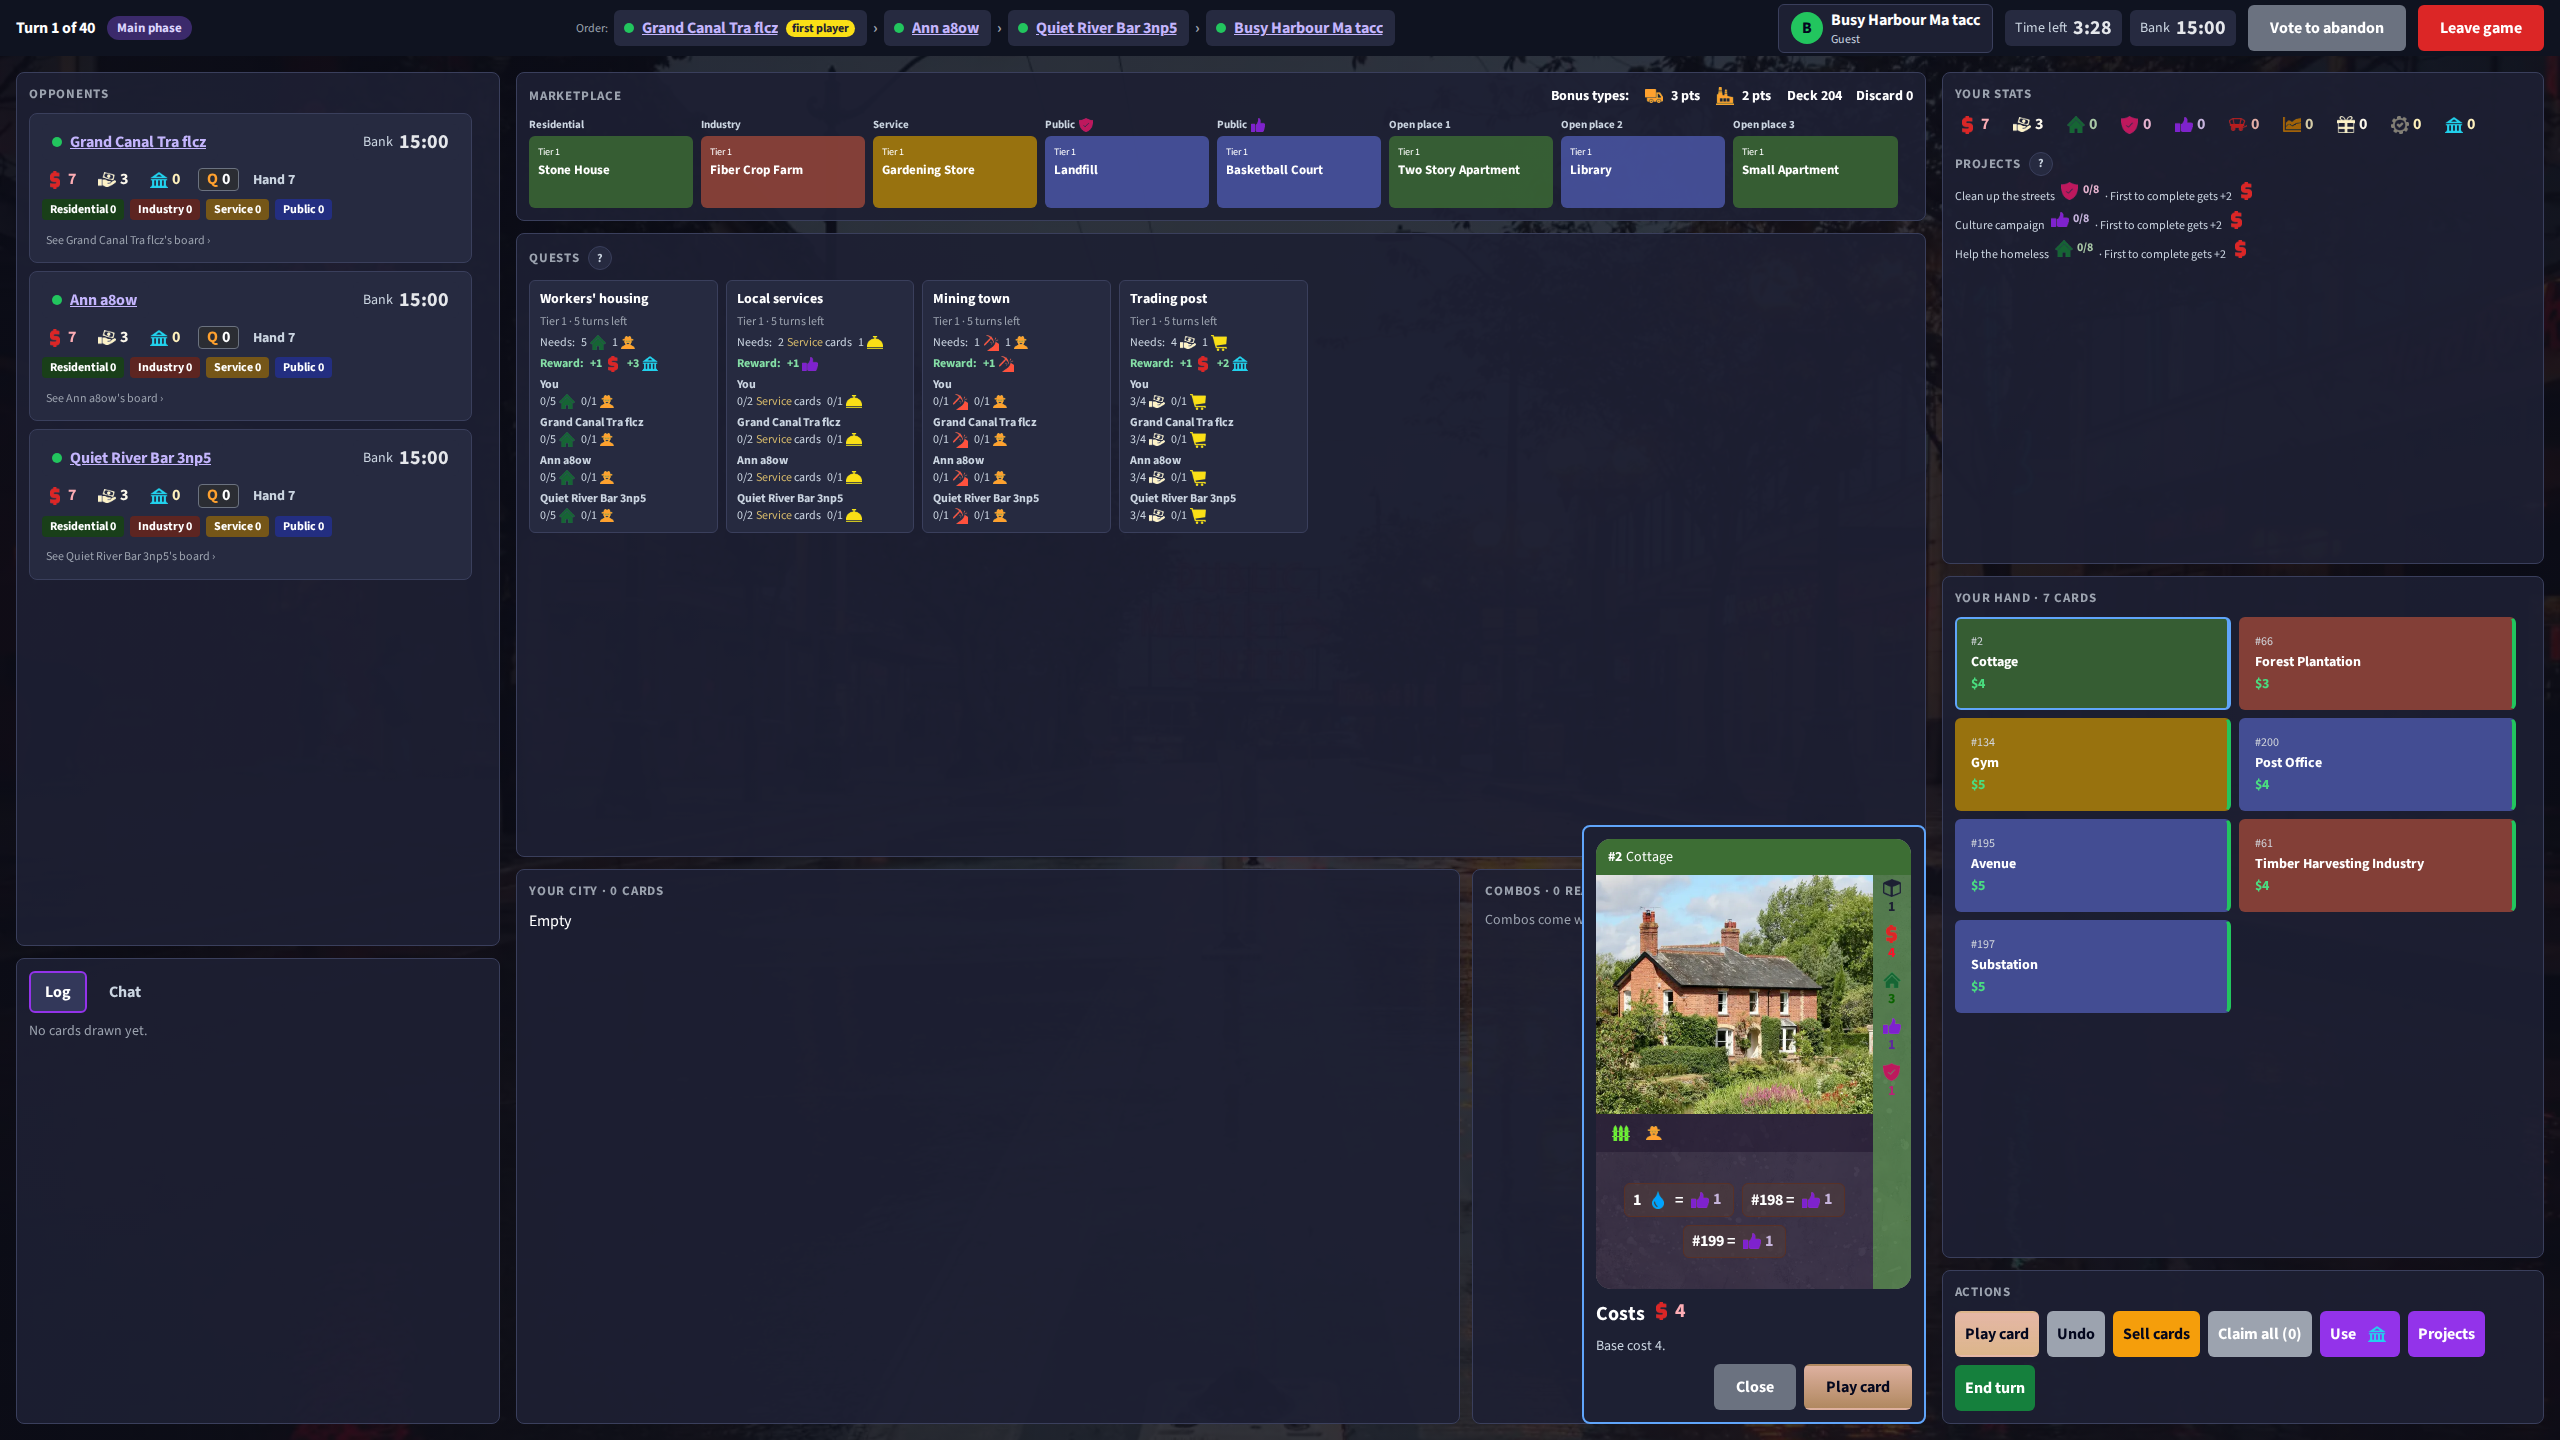 Turn 1 of 40 Main phase
Order: Grand Canal Tra flcz first player › Ann a8ow › Quiet River Bar 3np5 › Busy Harbour Ma tacc
B Busy Harbour Ma tacc
Guest
Time left 3:28 Bank 15:00 Vote to abandon Leave game
OPPONENTS
Grand Canal Tra flcz Bank 15:00
7 3 0 Q 0 Hand 7
Residential 0 Industry 0 Service 0 Public 0
See Grand Canal Tra flcz's board ›
Ann a8ow Bank 15:00
7 3 0 Q 0 Hand 7
Residential 0 Industry 0 Service 0 Public 0
See Ann a8ow's board ›
Quiet River Bar 3np5 Bank 15:00
7 3 0 Q 0 Hand 7
Residential 0 Industry 0 Service 0 Public 0
See Quiet River Bar 3np5's board ›
Log Chat
No cards drawn yet.
MARKETPLACE
Bonus types: 3 pts 2 pts Deck 204 Discard 0
Residential Industry Service Public Public Open place 1 Open place 2 Open place 3
Tier 1 Tier 1 Tier 1 Tier 1 Tier 1 Tier 1 Tier 1 Tier 1
Stone House Fiber Crop Farm Gardening Store Landfill Basketball Court Two Story Apartment Library Small Apartment
QUESTS ?
Workers' housing
Tier 1 · 5 turns left
Needs: 5 1
Reward: +1 +3
You
0/5 0/1
Grand Canal Tra flcz
0/5 0/1
Ann a8ow
0/5 0/1
Quiet River Bar 3np5
0/5 0/1
Local services
Tier 1 · 5 turns left
Needs: 2 Service cards 1
Reward: +1
You
0/2 Service cards 0/1
Grand Canal Tra flcz
0/2 Service cards 0/1
Ann a8ow
0/2 Service cards 0/1
Quiet River Bar 3np5
0/2 Service cards 0/1
Mining town
Tier 1 · 5 turns left
Needs: 1 1
Reward: +1
You
0/1 0/1
Grand Canal Tra flcz
0/1 0/1
Ann a8ow
0/1 0/1
Quiet River Bar 3np5
0/1 0/1
Trading post
Tier 1 · 5 turns left
Needs: 4 1
Reward: +1 +2
You
3/4 0/1
Grand Canal Tra flcz
3/4 0/1
Ann a8ow
3/4 0/1
Quiet River Bar 3np5
3/4 0/1
YOUR CITY · 0 CARDS
Empty
COMBOS · 0 RE
Combos come w
#2 Cottage
1
4
3
1
1
1 = 1 #198 = 1
#199 = 1
Costs $ 4
Base cost 4.
Close Play card
YOUR STATS
$ 7 3 0 0 0 0 0 0 0 0
PROJECTS ?
Clean up the streets 0/8 · First to complete gets +2 $
Culture campaign 0/8 · First to complete gets +2 $
Help the homeless 0/8 · First to complete gets +2 $
YOUR HAND · 7 CARDS
#2
Cottage
$4
#66
Forest Plantation
$3
#134
Gym
$5
#200
Post Office
$4
#195
Avenue
$5
#61
Timber Harvesting Industry
$4
#197
Substation
$5
ACTIONS
Play card Undo Sell cards Claim all (0) Use Projects
End turn